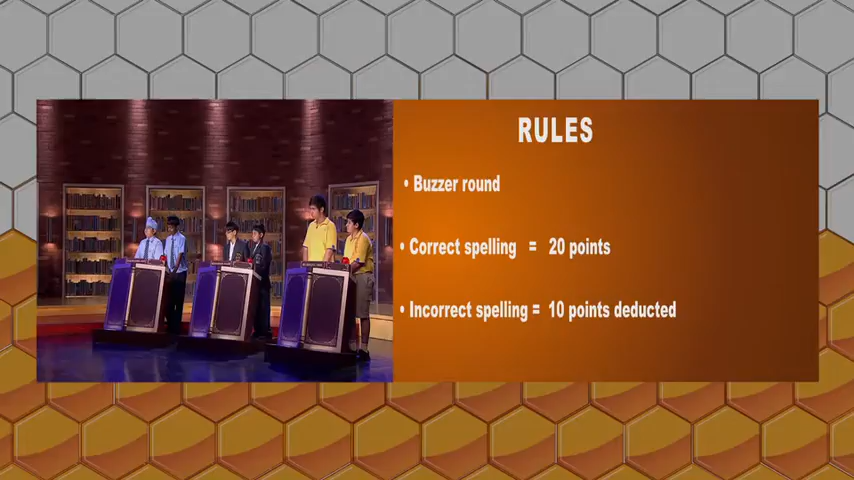 RULES
• Buzzer round
• Correct spelling = 20 points
• Incorrect spelling = 10 points deducted